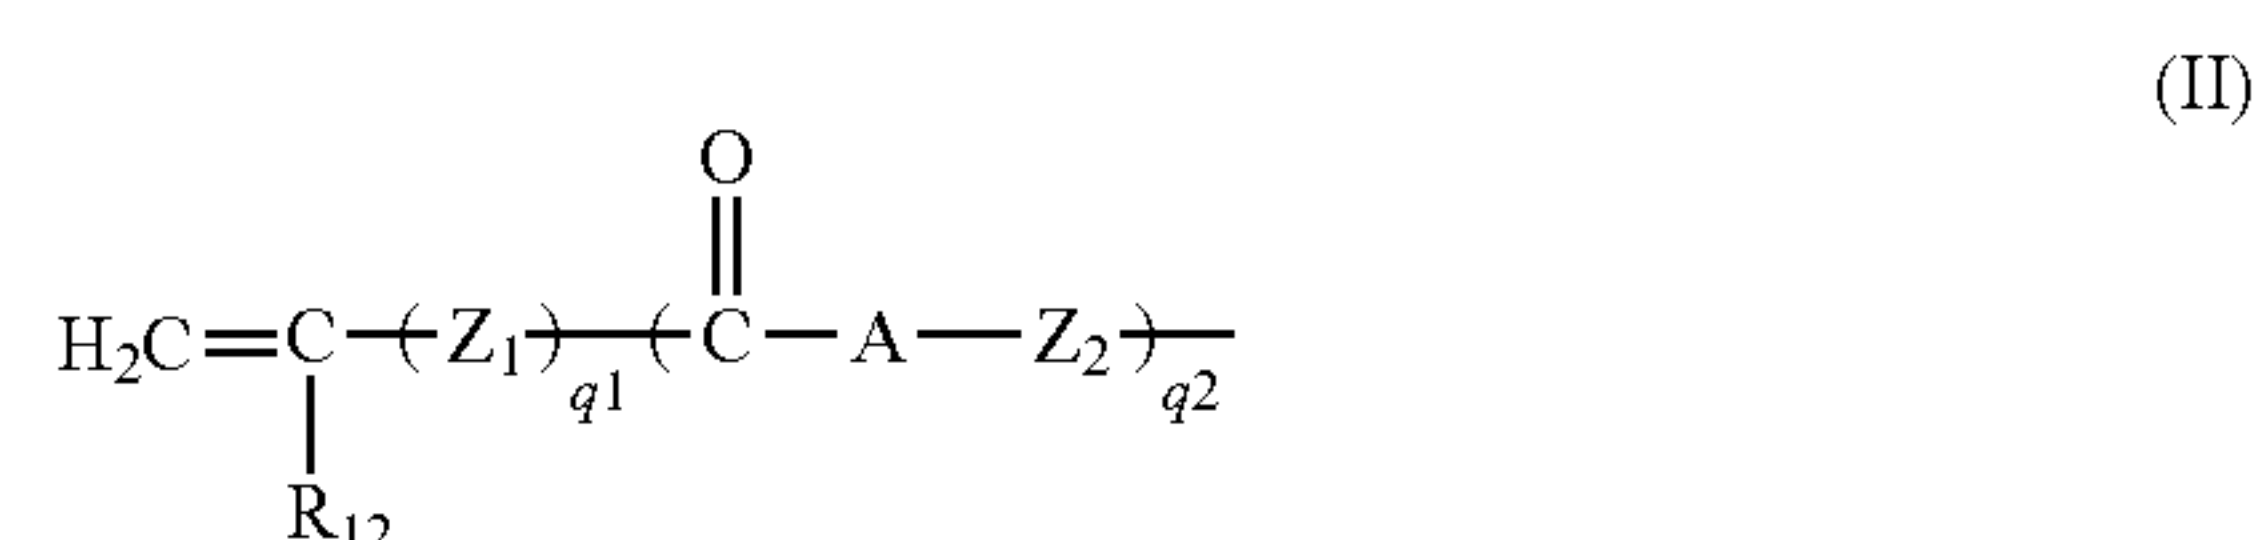 (II)
O
H₂C=C—(Z₁)q1—(C—A—Z₂)q2—
R₁₂